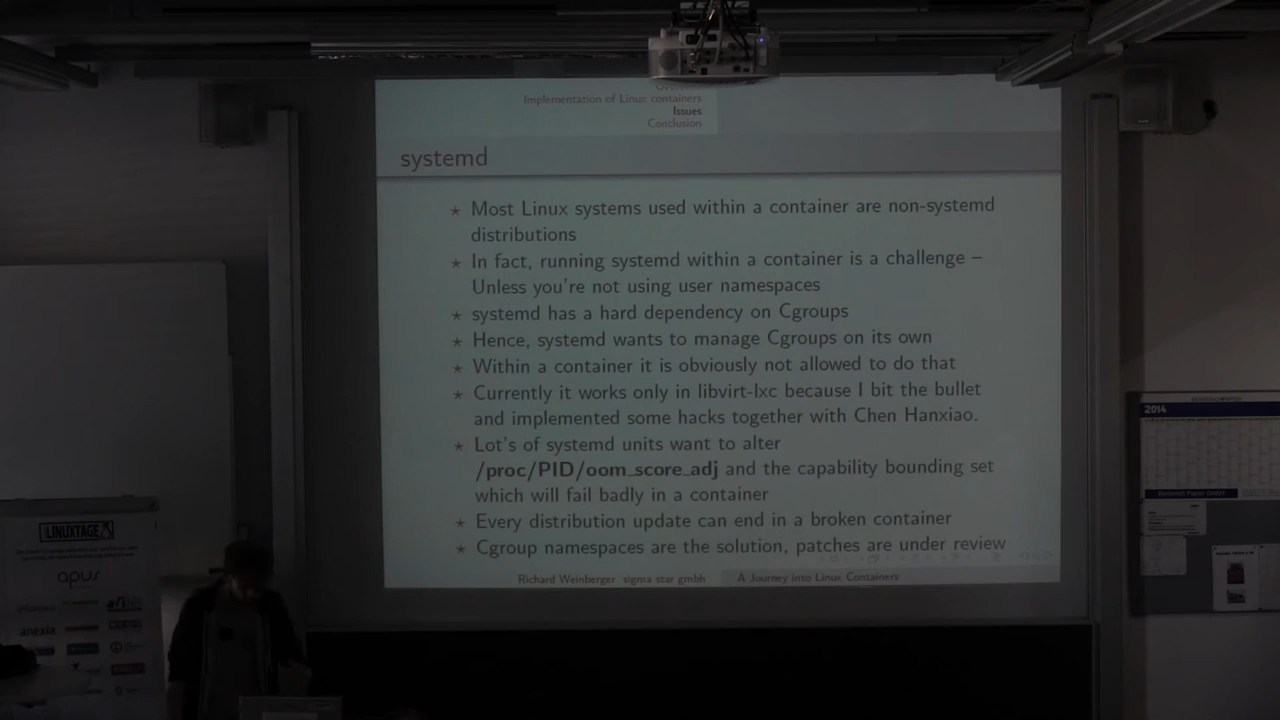 Implementation of Linux containers
Issues
Conclusion
systemd
⋆ Most Linux systems used within a container are non-systemd
distributions
⋆ In fact, running systemd within a container is a challenge –
Unless you're not using user namespaces
⋆ systemd has a hard dependency on Cgroups
⋆ Hence, systemd wants to manage Cgroups on its own
⋆ Within a container it is obviously not allowed to do that
⋆ Currently it works only in libvirt-lxc because I bit the bullet
and implemented some hacks together with Chen Hanxiao.
⋆ Lot's of systemd units want to alter
/proc/PID/oom_score_adj and the capability bounding set
which will fail badly in a container
⋆ Every distribution update can end in a broken container
⋆ Cgroup namespaces are the solution, patches are under review
Richard Weinberger sigma star gmbh
A Journey into Linux Containers
2014
LINUXTAGE
apus
anexia